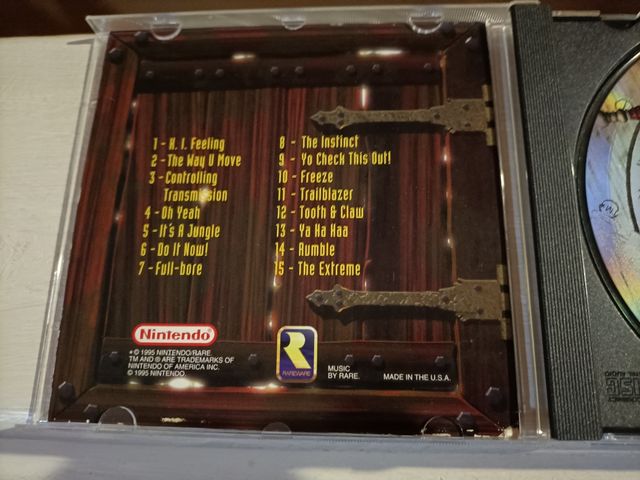 1 - K. I. Feeling
2 - The Way U Move
3 - Controlling
Transmission
4 - Oh Yeah
5 - It's A Jungle
6 - Do It Now!
7 - Full-bore
8 - The Instinct
9 - Yo Check This Out!
10 - Freeze
11 - Trailblazer
12 - Tooth & Claw
13 - Ya Ha Haa
14 - Rumble
15 - The Extreme
Nintendo
* © 1995 NINTENDO/RARE.
TM AND ® ARE TRADEMARKS OF
NINTENDO OF AMERICA INC.
© 1995 NINTENDO.
R
RAREWARE
MUSIC
BY RARE.
MADE IN THE U.S.A.